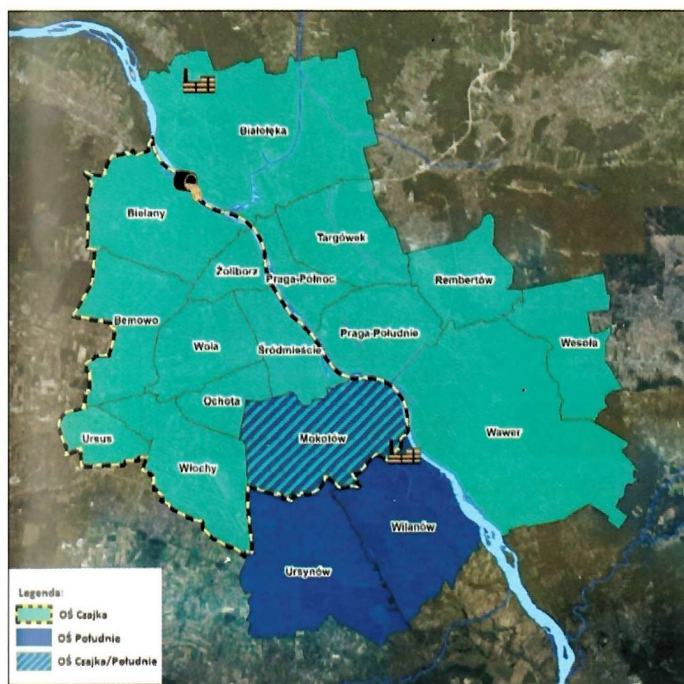 Białołęka
Bielany
Targówek
Żoliborz
Praga-Północ
Rembertów
Bemowo
Wola
Śródmieście
Praga-Południe
Wesoła
Ochota
Ursus
Mokotów
Wawer
Włochy
Wilanów
Ursynów
Legenda:
OŚ Czajka
OŚ Południe
OŚ Czajka/Południe